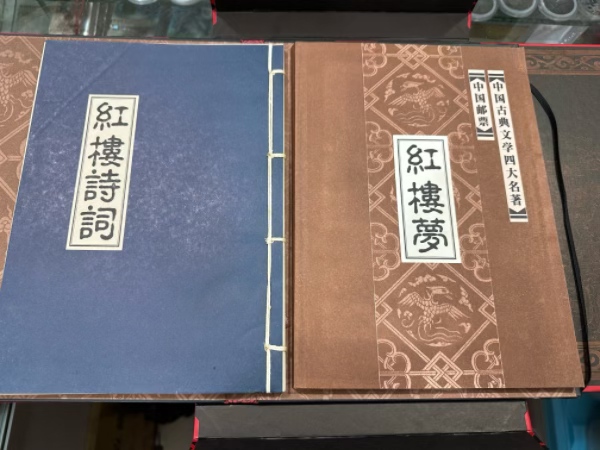 紅樓詩詞
中国古典文学四大名著
中国邮票
紅樓夢